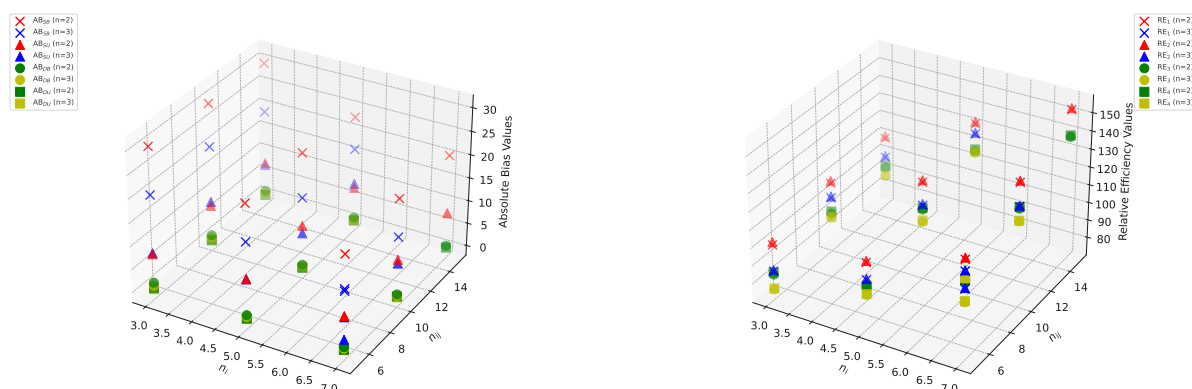 AB_SB (n=2)
AB_SB (n=3)
AB_SU (n=2)
AB_SU (n=3)
AB_DB (n=2)
AB_DB (n=3)
AB_DU (n=2)
AB_DU (n=3)
30
25
20
15
10
5
0
Absolute Bias Values
14
12
10
8
6
n_ij
3.0
3.5
4.0
4.5
5.0
5.5
6.0
6.5
7.0
n_i
RE_1 (n=2)
RE_1 (n=3)
RE_2 (n=2)
RE_2 (n=3)
RE_3 (n=2)
RE_3 (n=3)
RE_4 (n=2)
RE_4 (n=3)
150
140
130
120
110
100
90
80
Relative Efficiency Values
14
12
10
8
6
n_ij
3.0
3.5
4.0
4.5
5.0
5.5
6.0
6.5
7.0
n_i